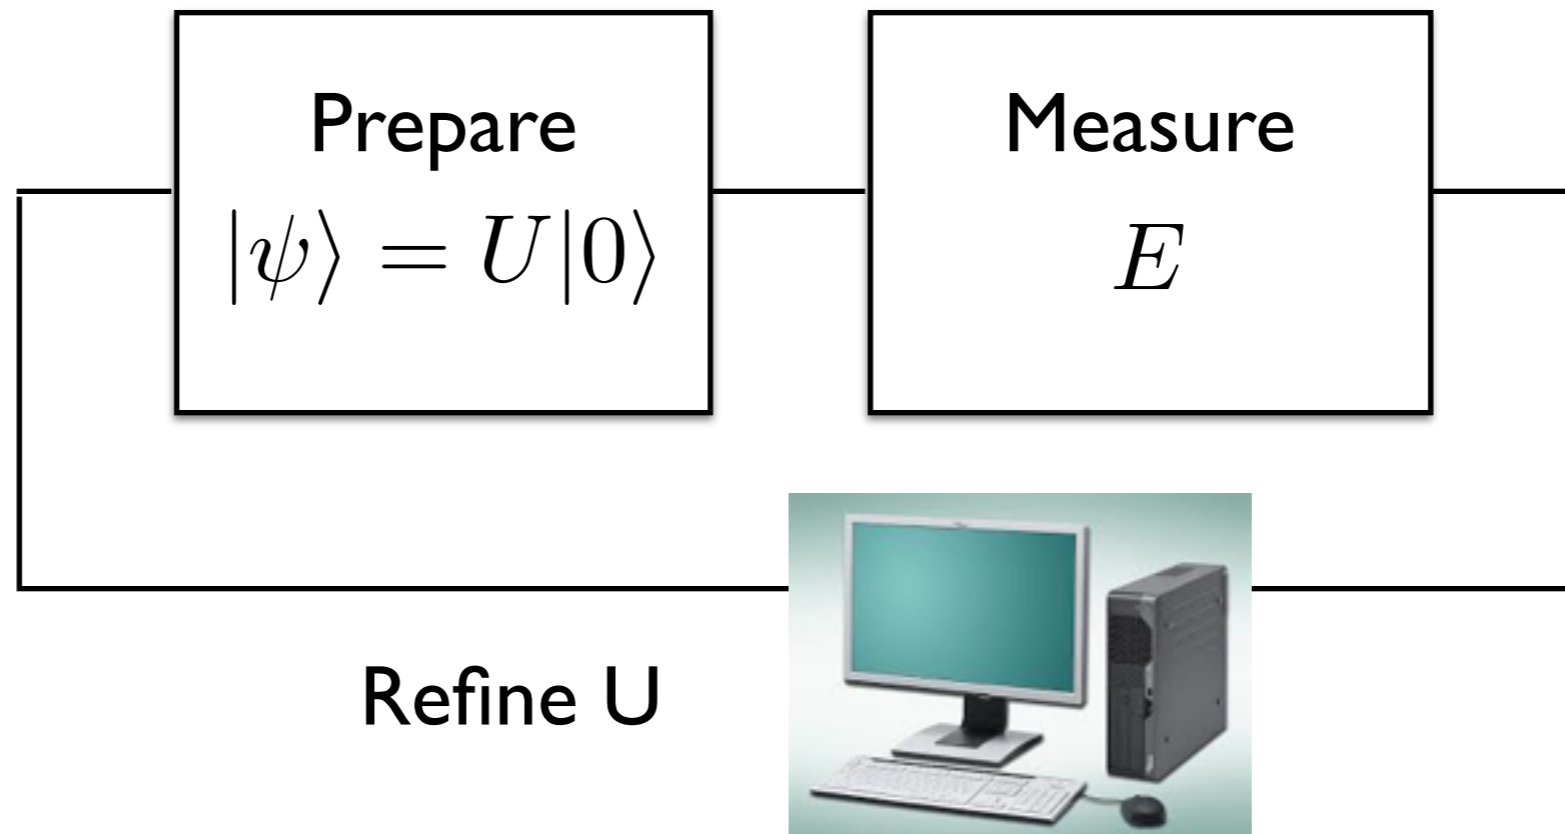 Prepare
|ψ⟩ = U|0⟩
Measure
E
Refine U